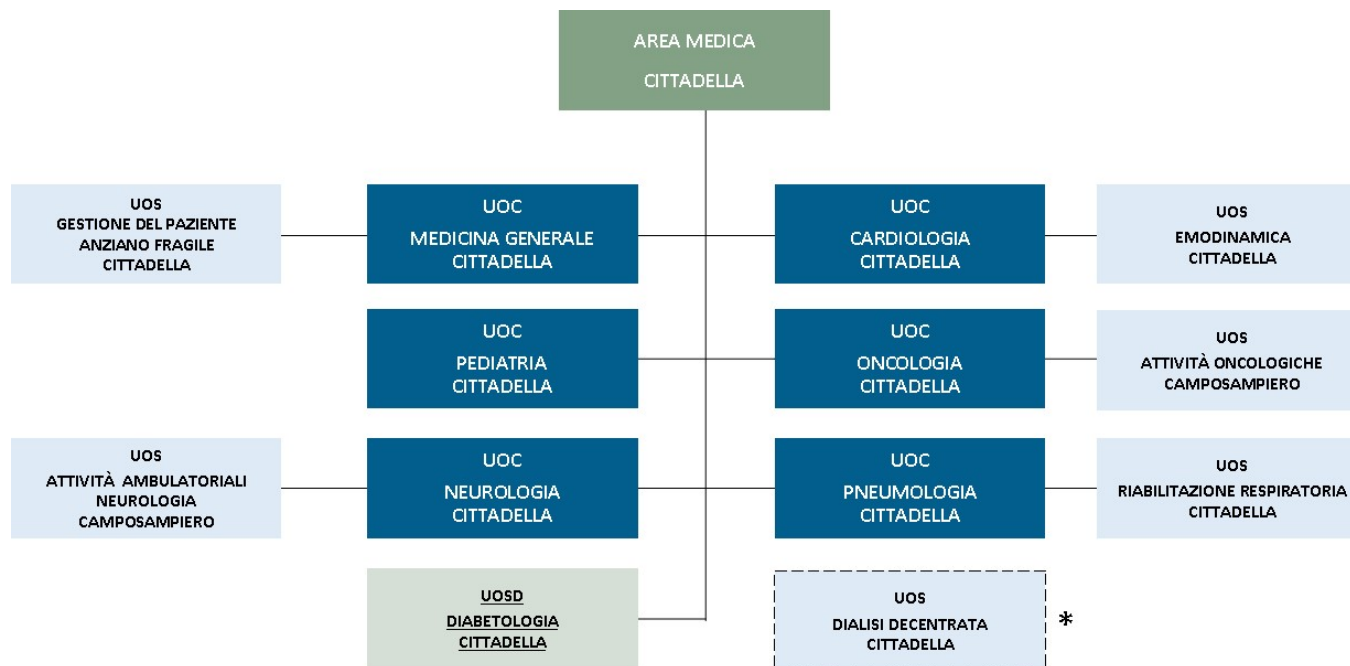 AREA MEDICA
CITTADELLA
UOS
GESTIONE DEL PAZIENTE
ANZIANO FRAGILE
CITTADELLA
UOC
MEDICINA GENERALE
CITTADELLA
UOC
CARDIOLOGIA
CITTADELLA
UOS
EMODINAMICA
CITTADELLA
UOC
PEDIATRIA
CITTADELLA
UOC
ONCOLOGIA
CITTADELLA
UOS
ATTIVITÀ ONCOLOGICHE
CAMPOSAMPIERO
UOS
ATTIVITÀ AMBULATORIALI
NEUROLOGIA
CAMPOSAMPIERO
UOC
NEUROLOGIA
CITTADELLA
UOC
PNEUMOLOGIA
CITTADELLA
UOS
RIABILITAZIONE RESPIRATORIA
CITTADELLA
UOSD
DIABETOLOGIA
CITTADELLA
UOS
DIALISI DECENTRATA
CITTADELLA
*